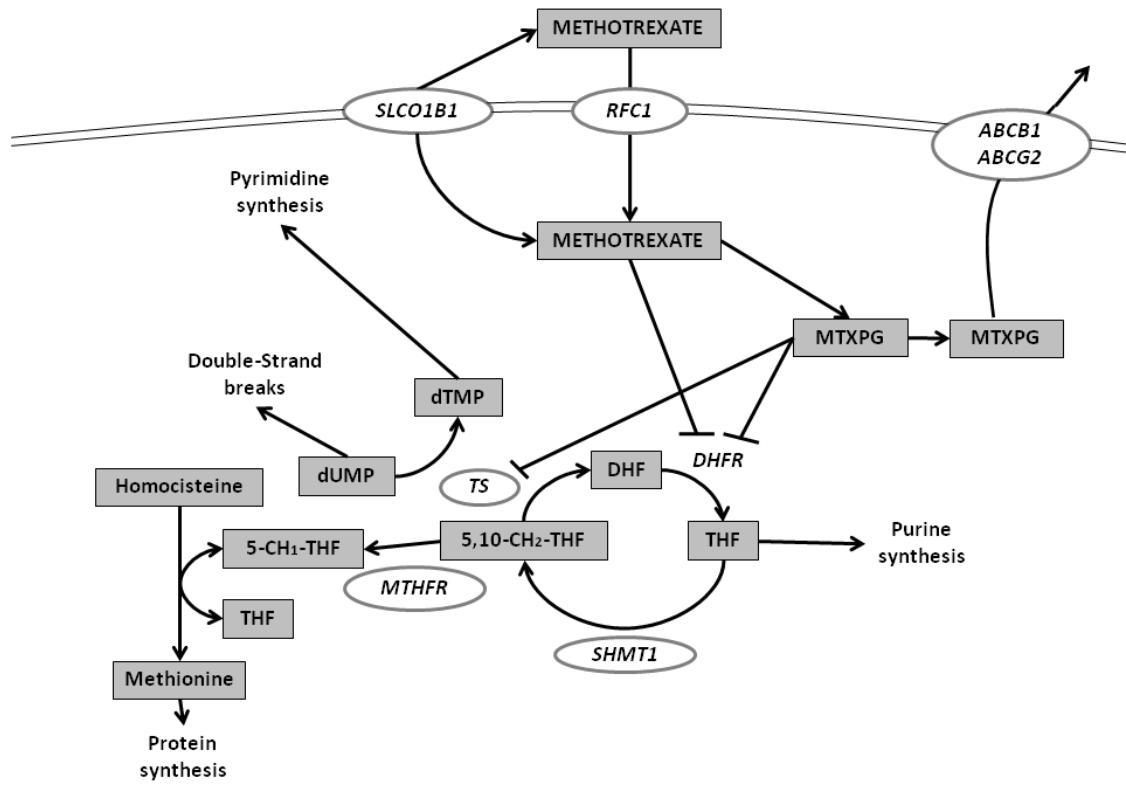 METHOTREXATE
SLCO1B1
RFC1
ABCB1
ABCG2
Pyrimidine
synthesis
METHOTREXATE
MTXPG
MTXPG
Double-Strand
breaks
dTMP
DHFR
DHF
dUMP
TS
Homocisteine
5-CH₁-THF
5,10-CH₂-THF
THF
Purine
synthesis
MTHFR
THF
SHMT1
Methionine
Protein
synthesis